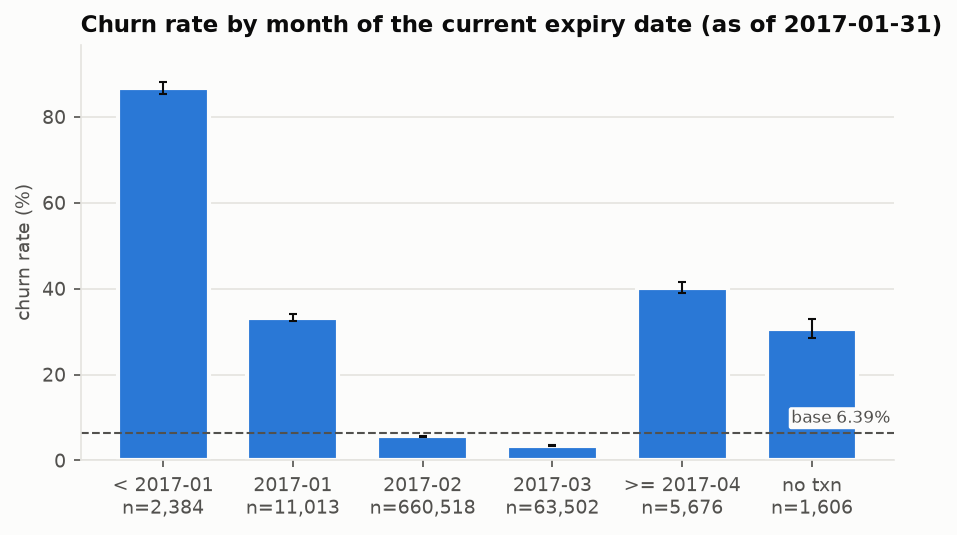 Churn rate by month of the current expiry date (as of 2017-01-31)
churn rate (%)
80
60
40
20
0
base 6.39%
< 2017-01 2017-01 2017-02 2017-03 >= 2017-04 no txn
n=2,384 n=11,013 n=660,518 n=63,502 n=5,676 n=1,606